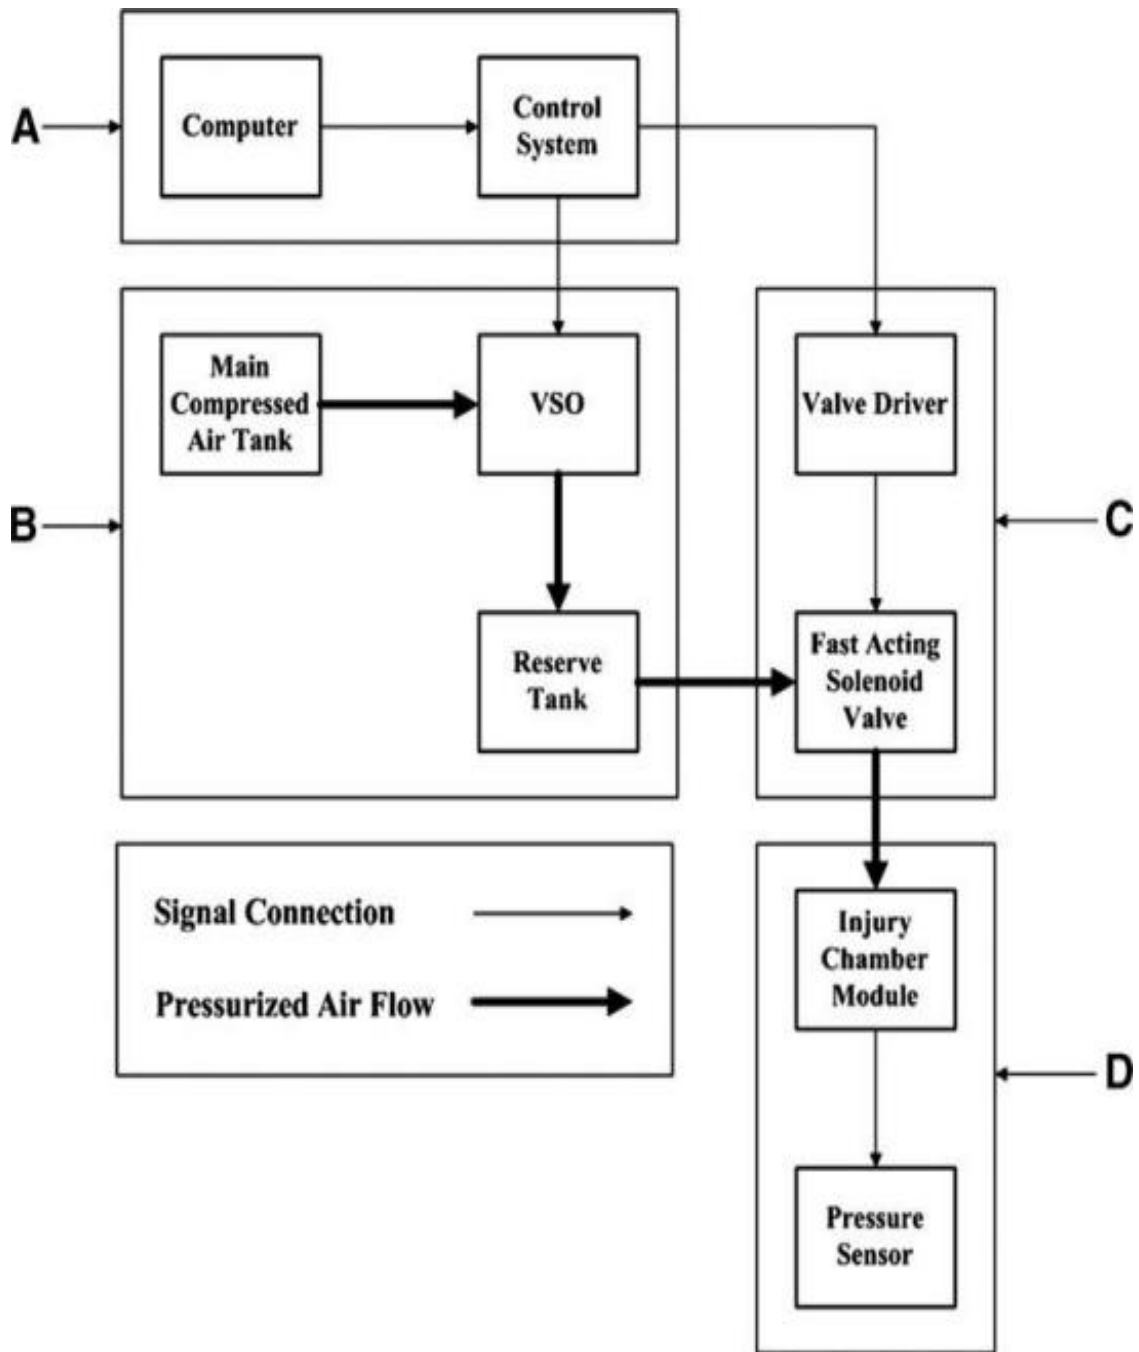 A
Computer
Control
System
Main
Compressed
Air Tank
VSO
Valve Driver
B
C
Reserve
Tank
Fast Acting
Solenoid
Valve
Signal Connection
Pressurized Air Flow
Injury
Chamber
Module
D
Pressure
Sensor